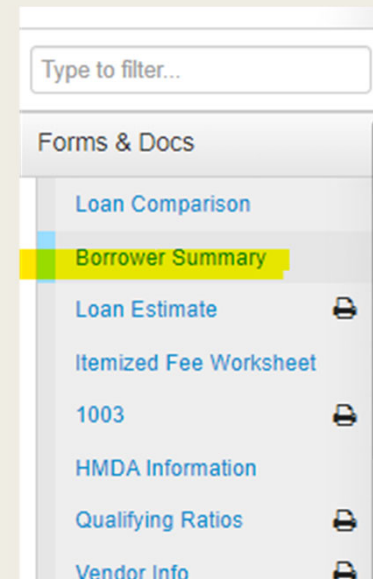 Type to filter...
Forms & Docs
Loan Comparison
Borrower Summary
Loan Estimate
Itemized Fee Worksheet
1003
HMDA Information
Qualifying Ratios
Vendor Info